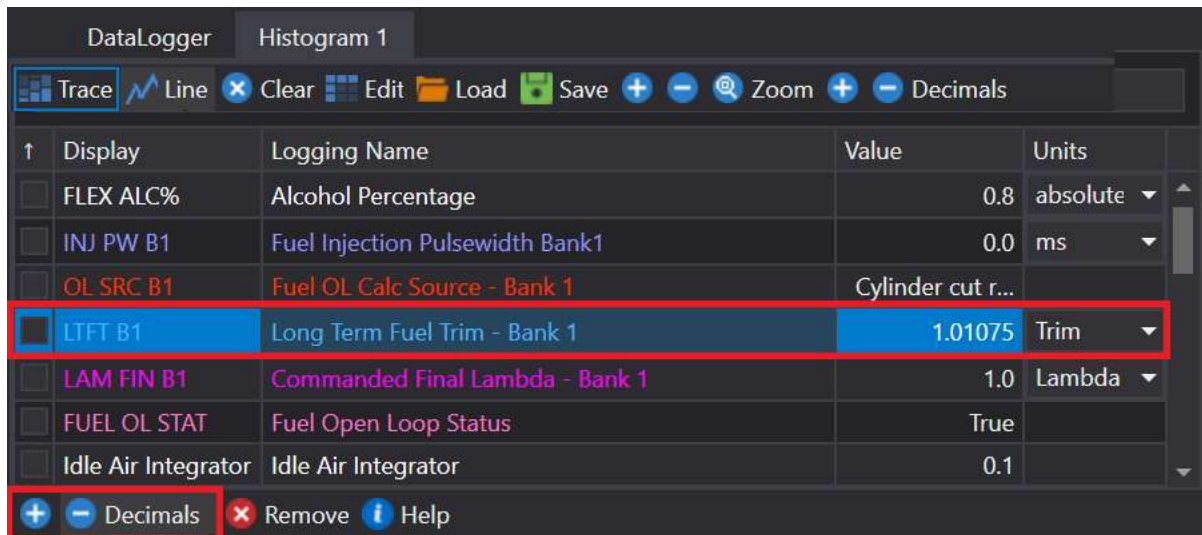 DataLogger Histogram 1
Trace Line Clear Edit Load Save Zoom Decimals
↑ Display Logging Name Value Units
FLEX ALC% Alcohol Percentage 0.8 absolute
INJ PW B1 Fuel Injection Pulsewidth Bank1 0.0 ms
OL SRC B1 Fuel OL Calc Source - Bank 1 Cylinder cut r...
LTFT B1 Long Term Fuel Trim - Bank 1 1.01075 Trim
LAM FIN B1 Commanded Final Lambda - Bank 1 1.0 Lambda
FUEL OL STAT Fuel Open Loop Status True
Idle Air Integrator Idle Air Integrator 0.1
Decimals Remove Help